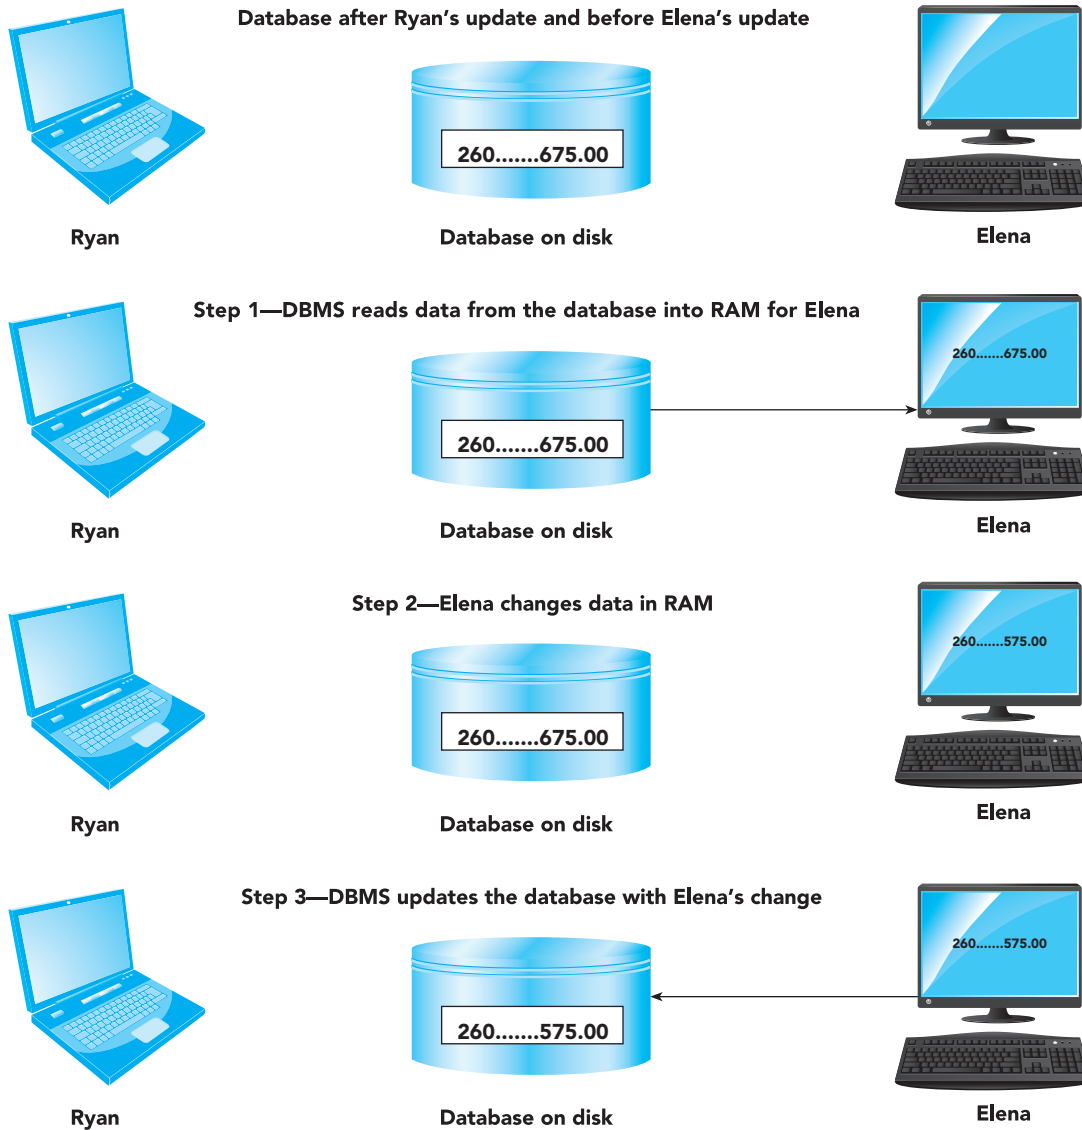 Database after Ryan’s update and before Elena’s update
260.......675.00
Ryan
Database on disk
Elena
Step 1—DBMS reads data from the database into RAM for Elena
260.......675.00
260.......675.00
Ryan
Database on disk
Elena
Step 2—Elena changes data in RAM
260.......575.00
260.......675.00
Ryan
Database on disk
Elena
Step 3—DBMS updates the database with Elena’s change
260.......575.00
260.......575.00
Ryan
Database on disk
Elena